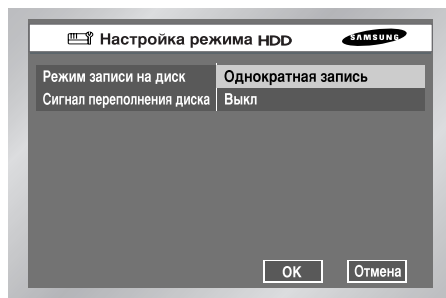 Настройка режима HDD SAMSUNG
Режим записи на диск Однократная запись
Сигнал переполнения диска Выкл
OK Отмена